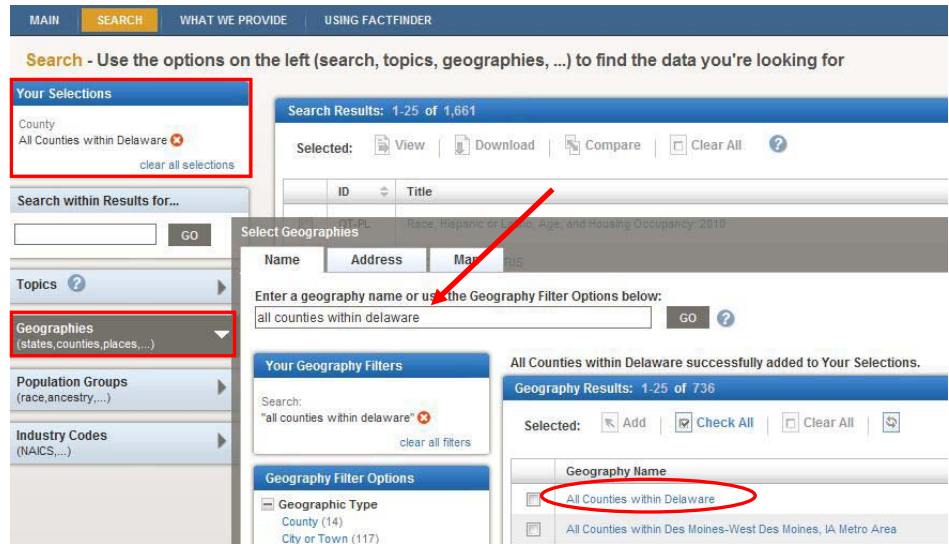 MAIN SEARCH WHAT WE PROVIDE USING FACTFINDER
Search - Use the options on the left (search, topics, geographies, ...) to find the data you're looking for
Your Selections
County
All Counties within Delaware
clear all selections
Search within Results for...
GO
Topics
Geographies
(states,counties,places,...)
Population Groups
(race,ancestry,...)
Industry Codes
(NAICS,...)
Search Results: 1-25 of 1,661
Selected: View Download Compare Clear All
ID Title
QT-PL Race, Hispanic or Latino, Age, and Housing Occupancy: 2010
Select Geographies
Name Address Map
Enter a geography name or use the Geography Filter Options below:
all counties within delaware GO
Your Geography Filters
Search:
"all counties within delaware"
clear all filters
Geography Filter Options
Geographic Type
County (14)
City or Town (117)
All Counties within Delaware successfully added to Your Selections.
Geography Results: 1-25 of 736
Selected: Add Check All Clear All
Geography Name
All Counties within Delaware
All Counties within Des Moines-West Des Moines, IA Metro Area